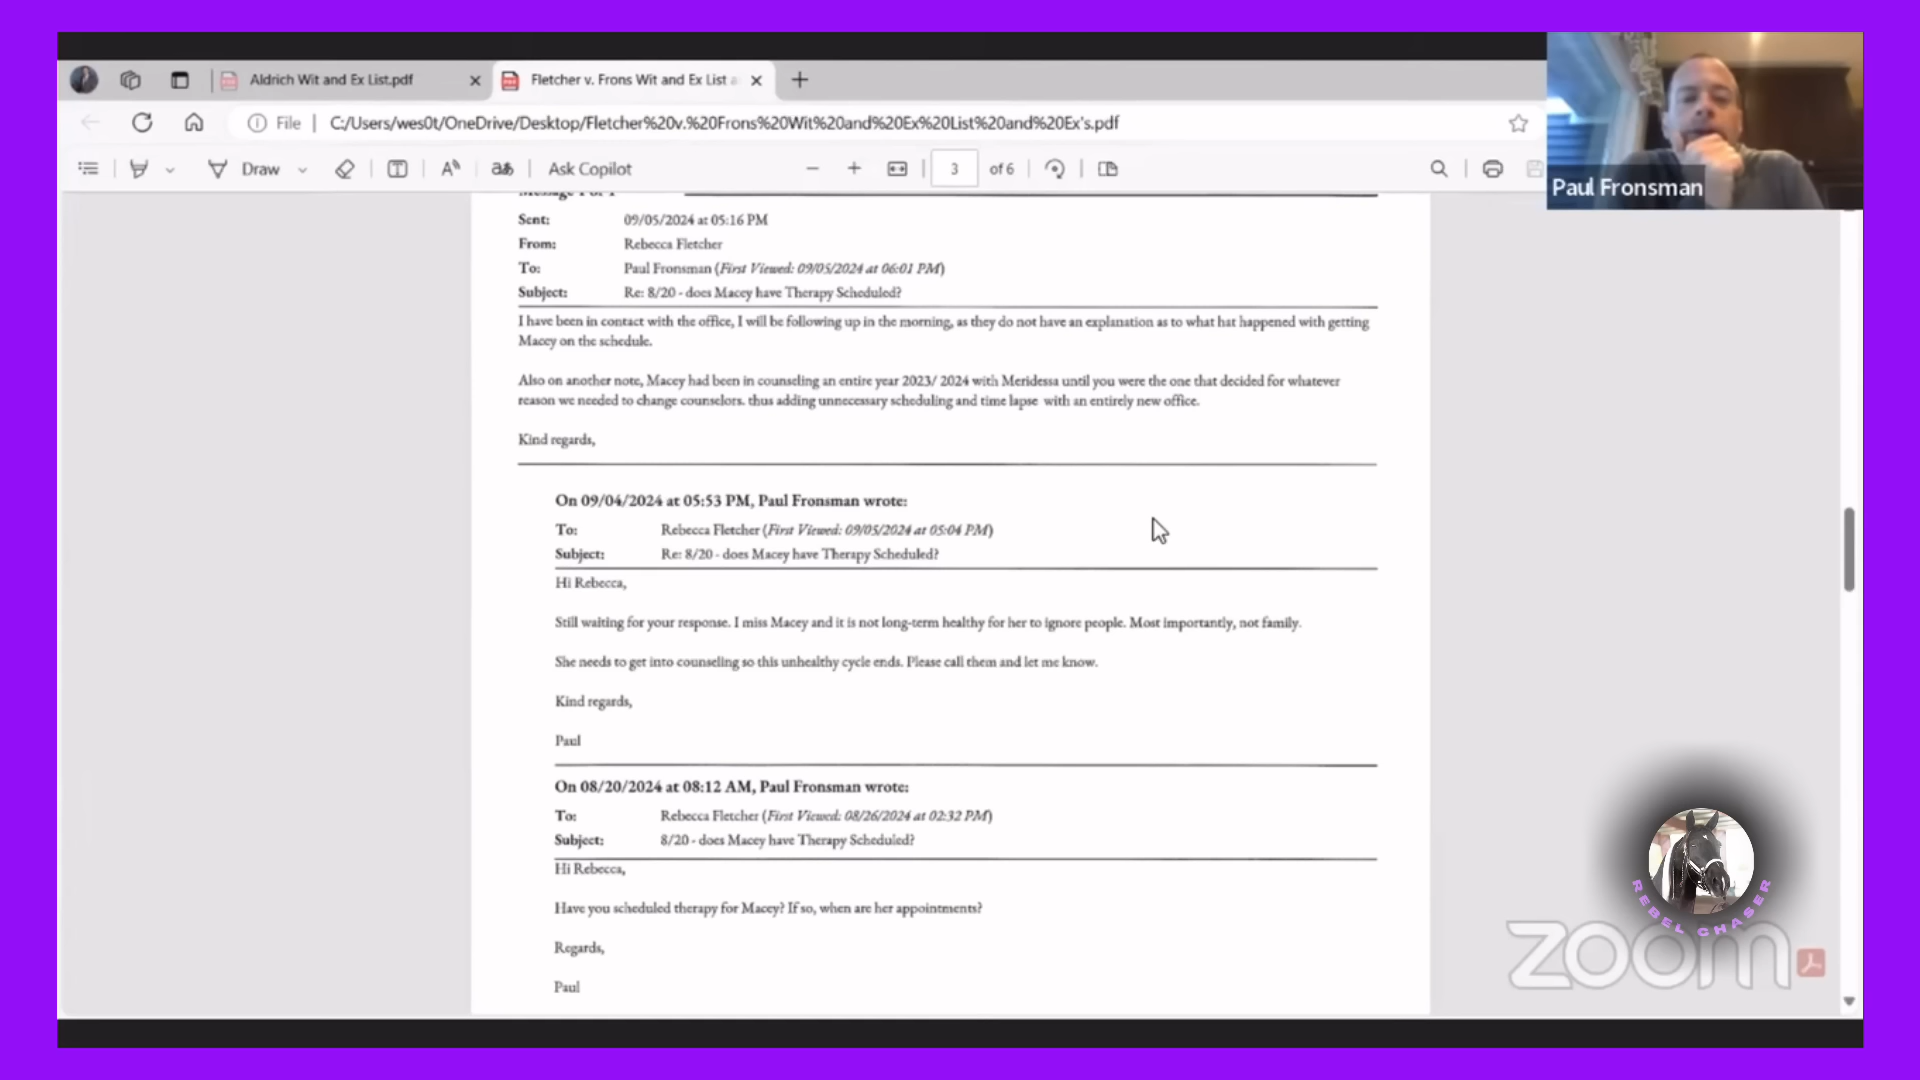 Aldrich Wit and Ex List.pdf
Fletcher v. Frons Wit and Ex List a
File
C:/Users/wes0t/OneDrive/Desktop/Fletcher%20v.%20Frons%20Wit%20and%20Ex%20List%20and%20Ex's.pdf
Draw
Ask Copilot
3 of 6
Paul Fronsman
Message 1 of 1
Sent: 09/05/2024 at 05:16 PM
From: Rebecca Fletcher
To: Paul Fronsman (First Viewed: 09/05/2024 at 06:01 PM)
Subject: Re: 8/20 - does Macey have Therapy Scheduled?
I have been in contact with the office, I will be following up in the morning, as they do not have an explanation as to what hat happened with getting
Macey on the schedule.
Also on another note, Macey had been in counseling an entire year 2023/ 2024 with Meridessa until you were the one that decided for whatever
reason we needed to change counselors. thus adding unnecessary scheduling and time lapse with an entirely new office.
Kind regards,
On 09/04/2024 at 05:53 PM, Paul Fronsman wrote:
To: Rebecca Fletcher (First Viewed: 09/05/2024 at 05:04 PM)
Subject: Re: 8/20 - does Macey have Therapy Scheduled?
Hi Rebecca,
Still waiting for your response. I miss Macey and it is not long-term healthy for her to ignore people. Most importantly, not family.
She needs to get into counseling so this unhealthy cycle ends. Please call them and let me know.
Kind regards,
Paul
On 08/20/2024 at 08:12 AM, Paul Fronsman wrote:
To: Rebecca Fletcher (First Viewed: 08/26/2024 at 02:32 PM)
Subject: 8/20 - does Macey have Therapy Scheduled?
Hi Rebecca,
Have you scheduled therapy for Macey? If so, when are her appointments?
Regards,
Paul
REBEL CHASER
zoom